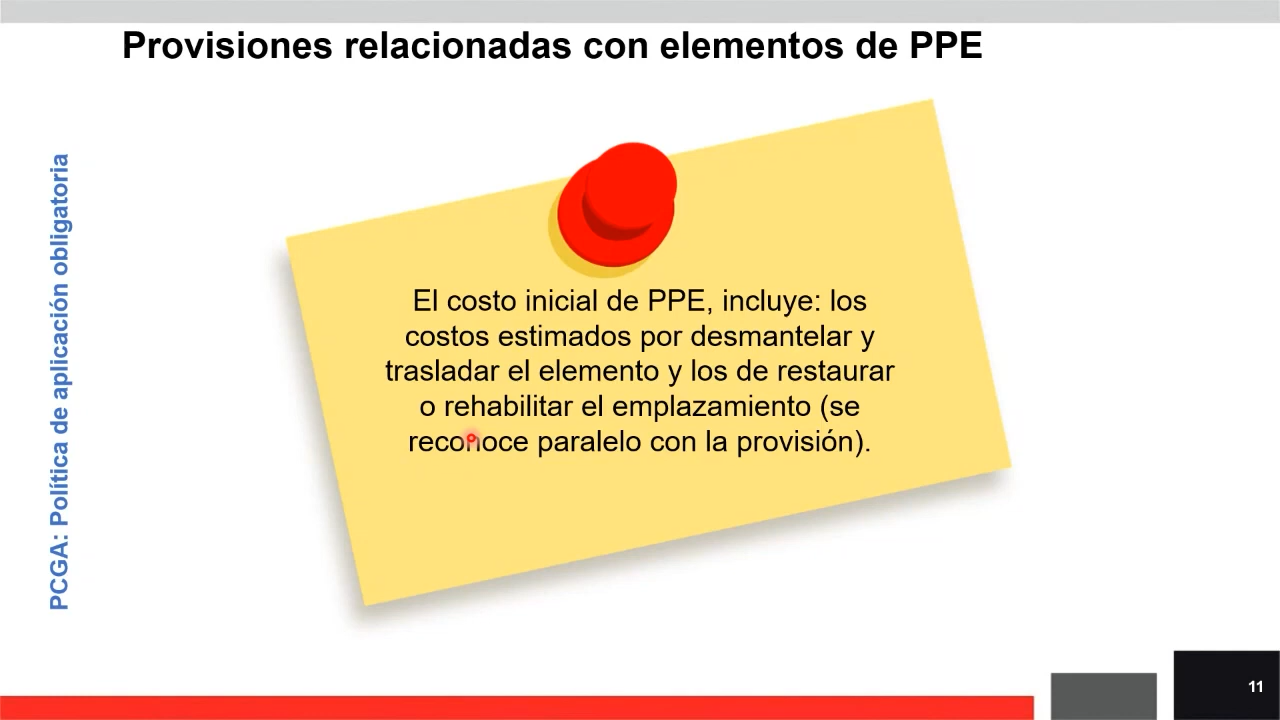 Provisiones relacionadas con elementos de PPE
PCGA: Política de aplicación obligatoria
El costo inicial de PPE, incluye: los
costos estimados por desmantelar y
trasladar el elemento y los de restaurar
o rehabilitar el emplazamiento (se
reconoce paralelo con la provisión).
11